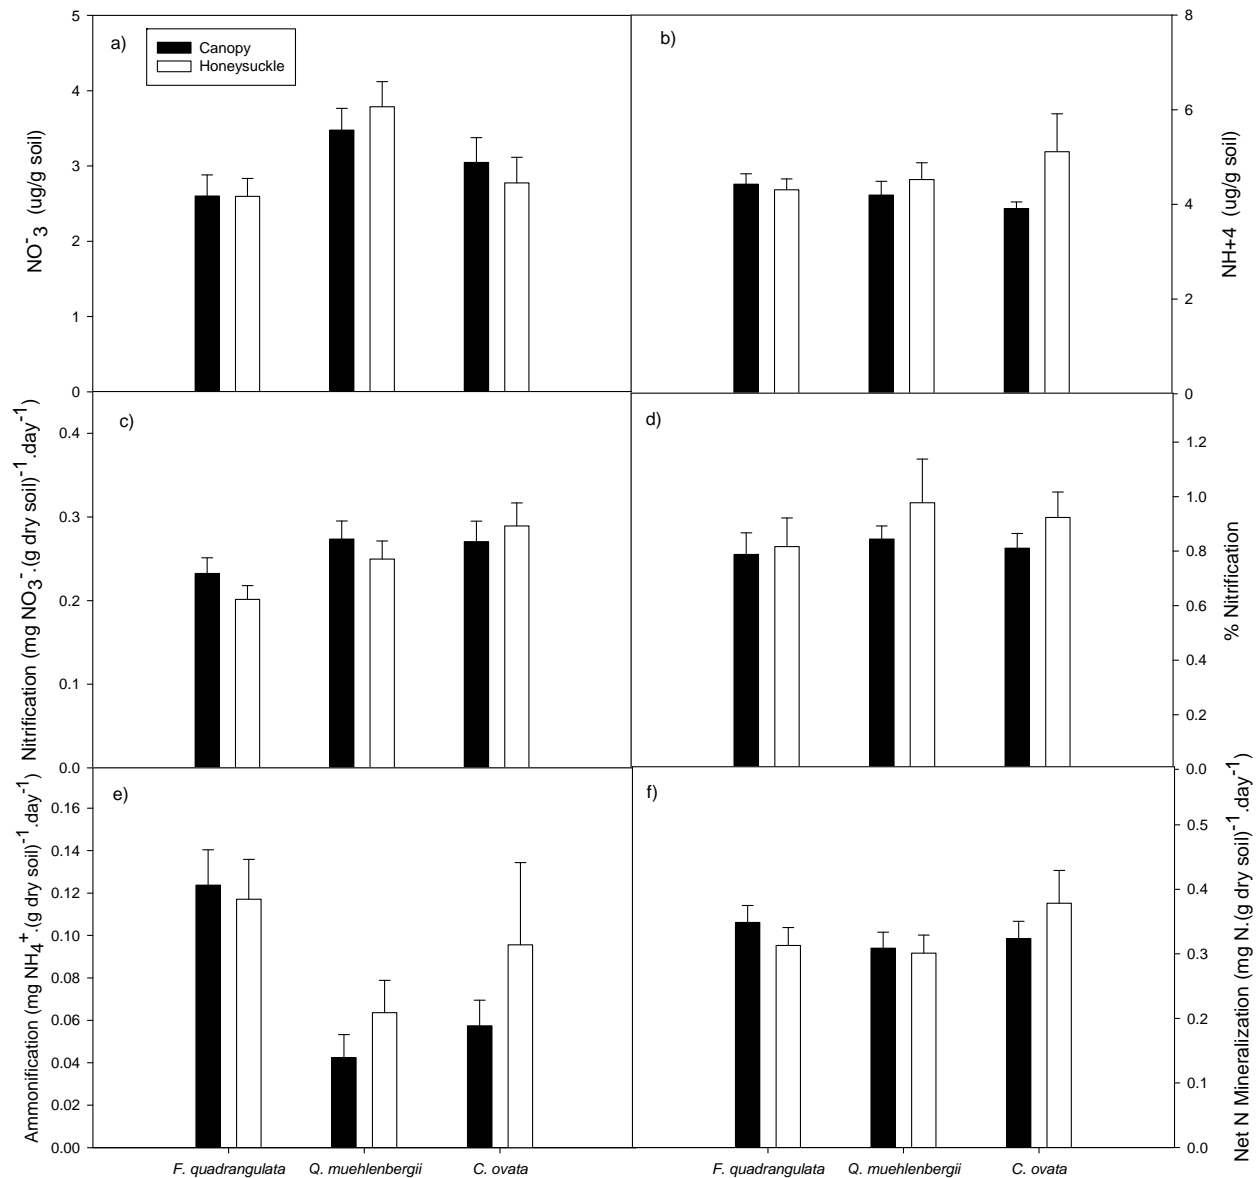 a)
Canopy
Honeysuckle
5
4
3
2
1
0
NO⁻3 (ug/g soil)
b)
8
6
4
2
0
NH+4 (ug/g soil)
c)
0.4
0.3
0.2
0.1
0.0
Nitrification (mg NO₃⁻.(g dry soil)⁻¹.day⁻¹)
d)
1.2
1.0
0.8
0.6
0.4
0.2
0.0
% Nitrification
e)
0.16
0.14
0.12
0.10
0.08
0.06
0.04
0.02
0.00
Ammonification (mg NH₄⁺.(g dry soil)⁻¹.day⁻¹)
f)
0.5
0.4
0.3
0.2
0.1
0.0
Net N Mineralization (mg N.(g dry soil)⁻¹.day⁻¹)
F. quadrangulata Q. muehlenbergii C. ovata
F. quadrangulata Q. muehlenbergii C. ovata